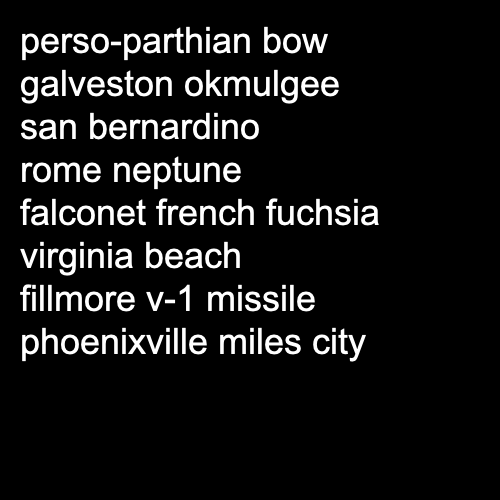 perso-parthian bow
galveston okmulgee
san bernardino
rome neptune
falconet french fuchsia
virginia beach
fillmore v-1 missile
phoenixville miles city